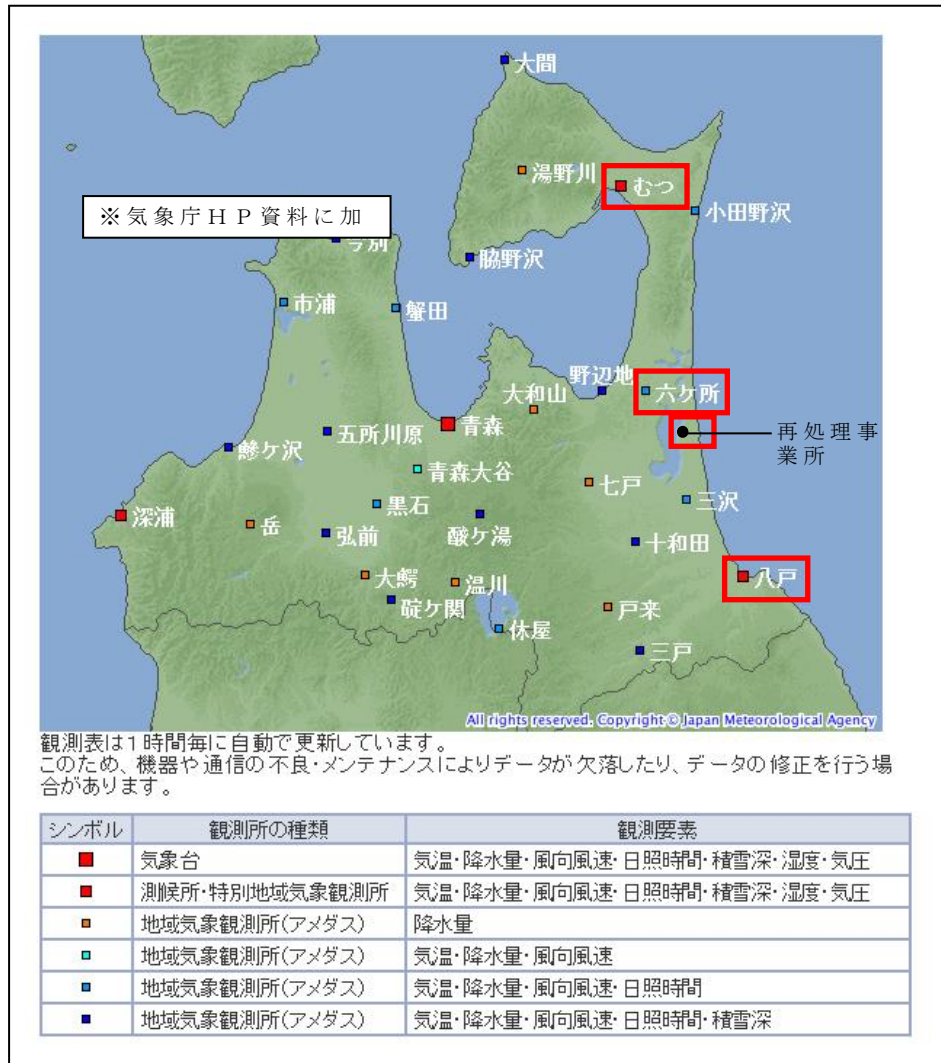 大間
湯野川
むつ
※気象庁HP資料に加
小田野沢
今別
脇野沢
市浦
蟹田
野辺地
六ケ所
大和山
青森
五所川原
再処理事
業所
鰺ケ沢
青森大谷
七戸
三沢
黒石
深浦
岳
弘前
酸ケ湯
十和田
大鰐
温川
八戸
碇ケ関
戸来
休屋
三戸
All rights reserved. Copyright © Japan Meteorological Agency
観測表は1時間毎に自動で更新しています。
このため、機器や通信の不良・メンテナンスによりデータが欠落したり、データの修正を行う場
合があります。
シンボル 観測所の種類 観測要素
気象台 気温・降水量・風向風速・日照時間・積雪深・湿度・気圧
測候所・特別地域気象観測所 気温・降水量・風向風速・日照時間・積雪深・湿度・気圧
地域気象観測所(アメダス) 降水量
地域気象観測所(アメダス) 気温・降水量・風向風速
地域気象観測所(アメダス) 気温・降水量・風向風速・日照時間
地域気象観測所(アメダス) 気温・降水量・風向風速・日照時間・積雪深